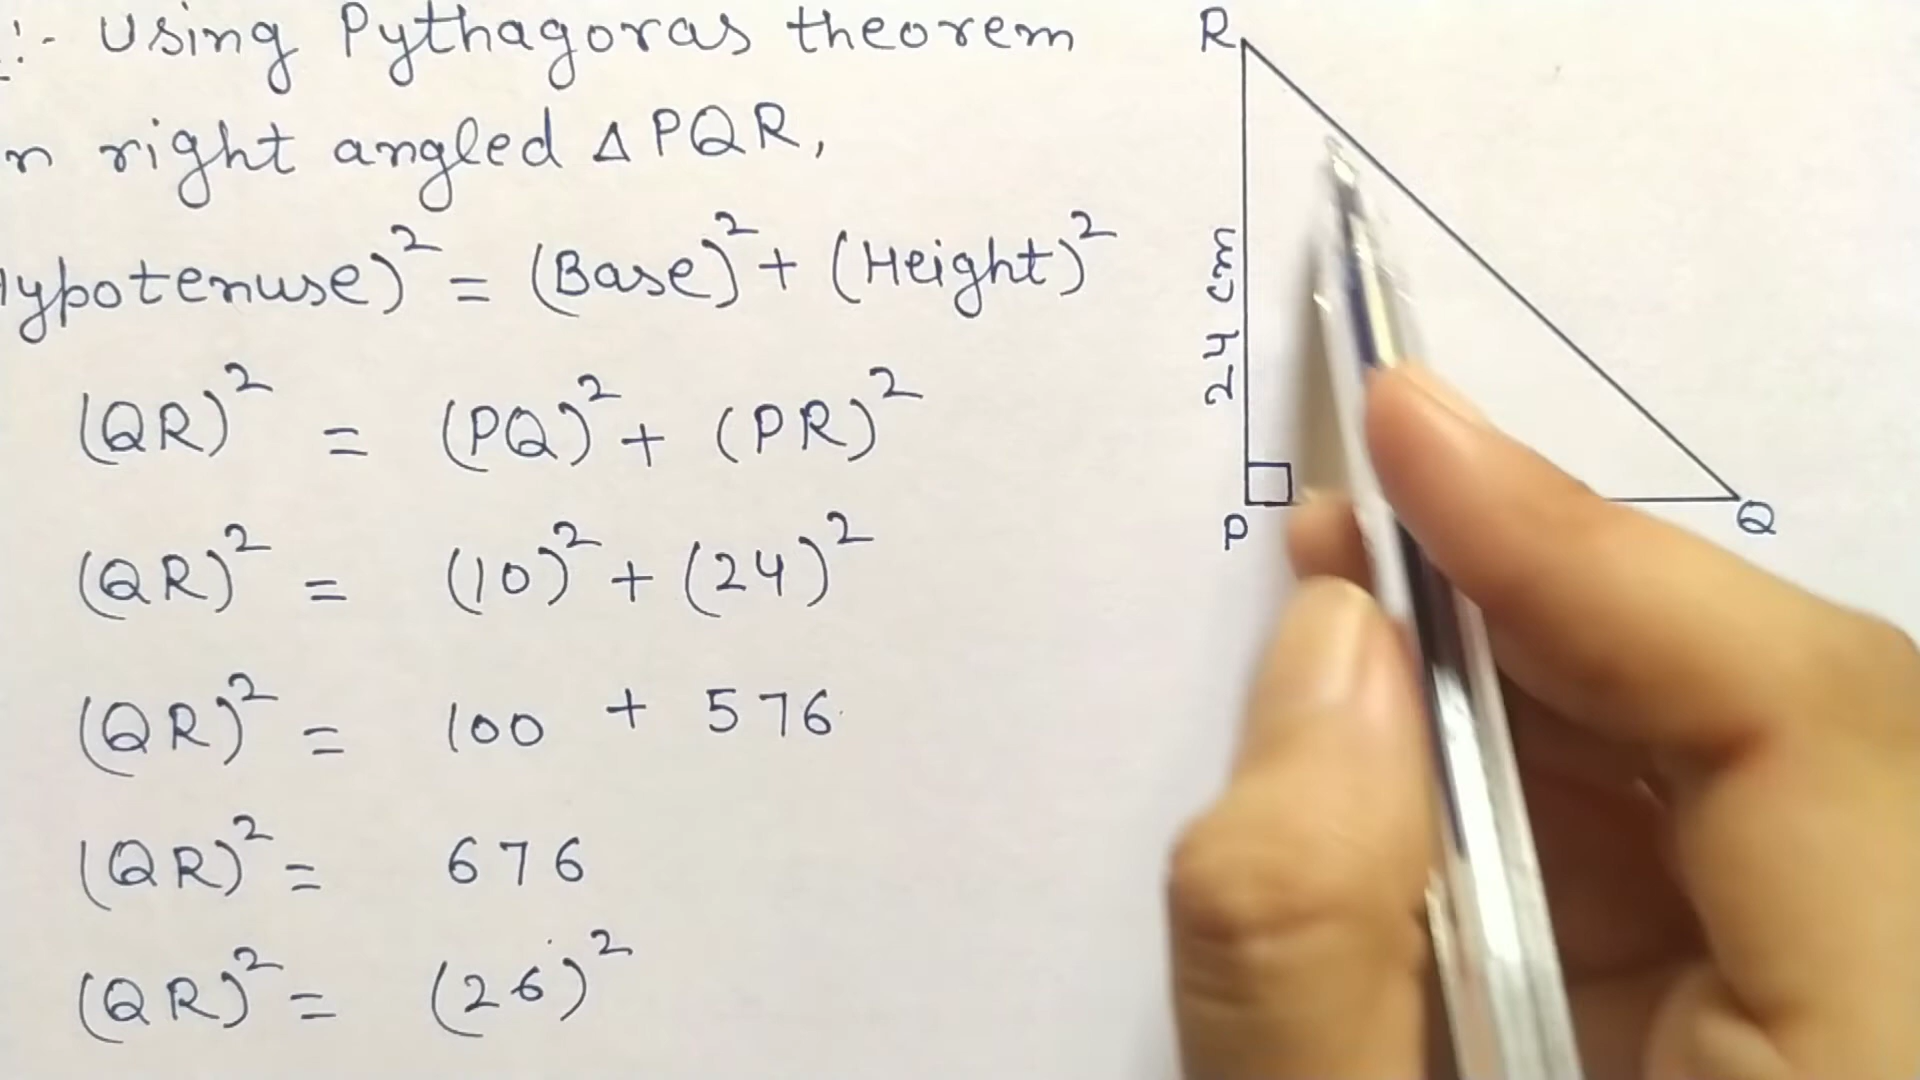 :- Using Pythagoras theorem
n right angled △PQR,
ypotenuse)² = (Base)² + (Height)²
(QR)² = (PQ)² + (PR)²
(QR)² = (10)² + (24)²
(QR)² = 100 + 576
(QR)² = 676
(QR)² = (26)²
R
24 cm
P
Q